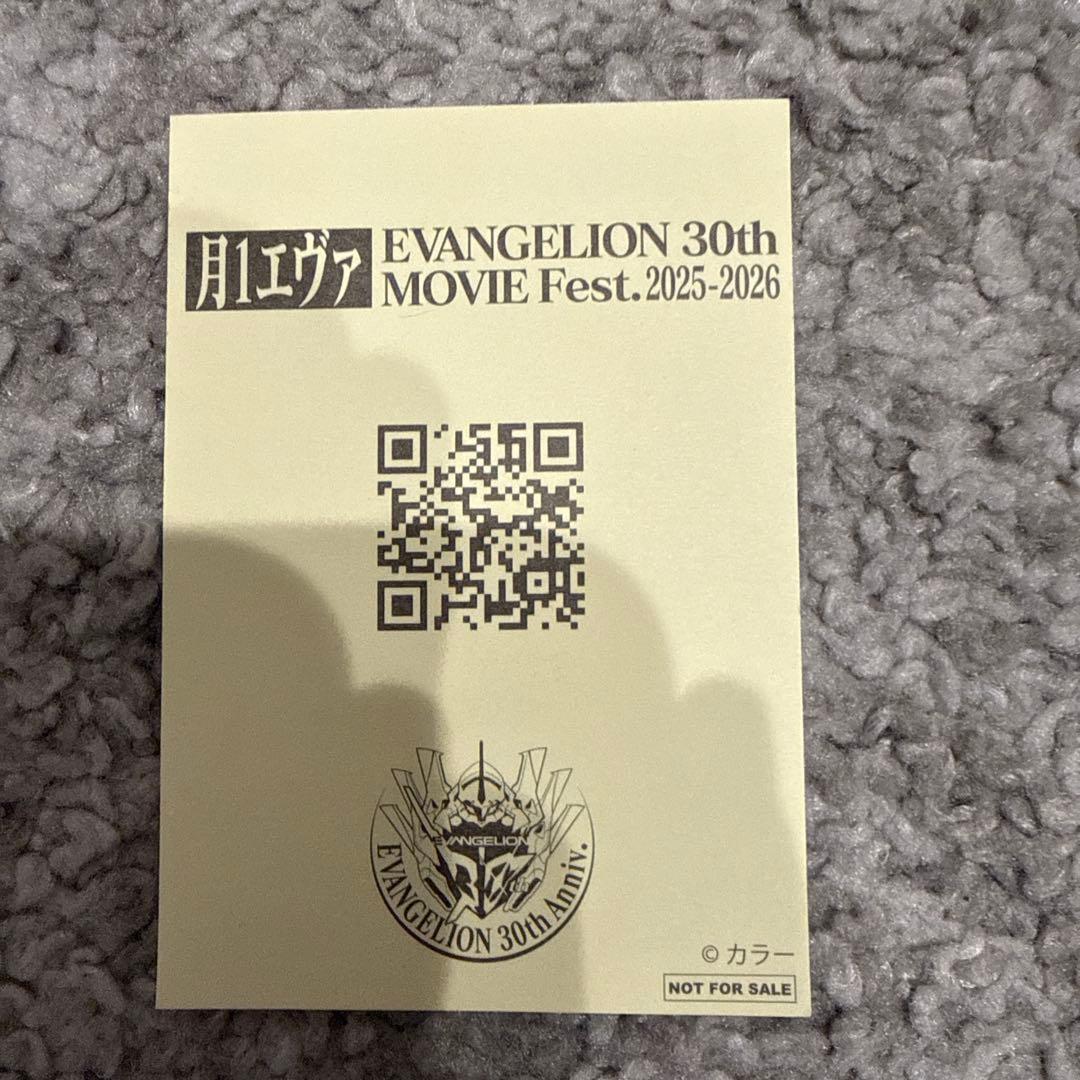 月1エヴァ
EVANGELION 30th
MOVIE Fest.2025-2026
EVANGELION
EVANGELION 30th Anniv.
© カラー
NOT FOR SALE